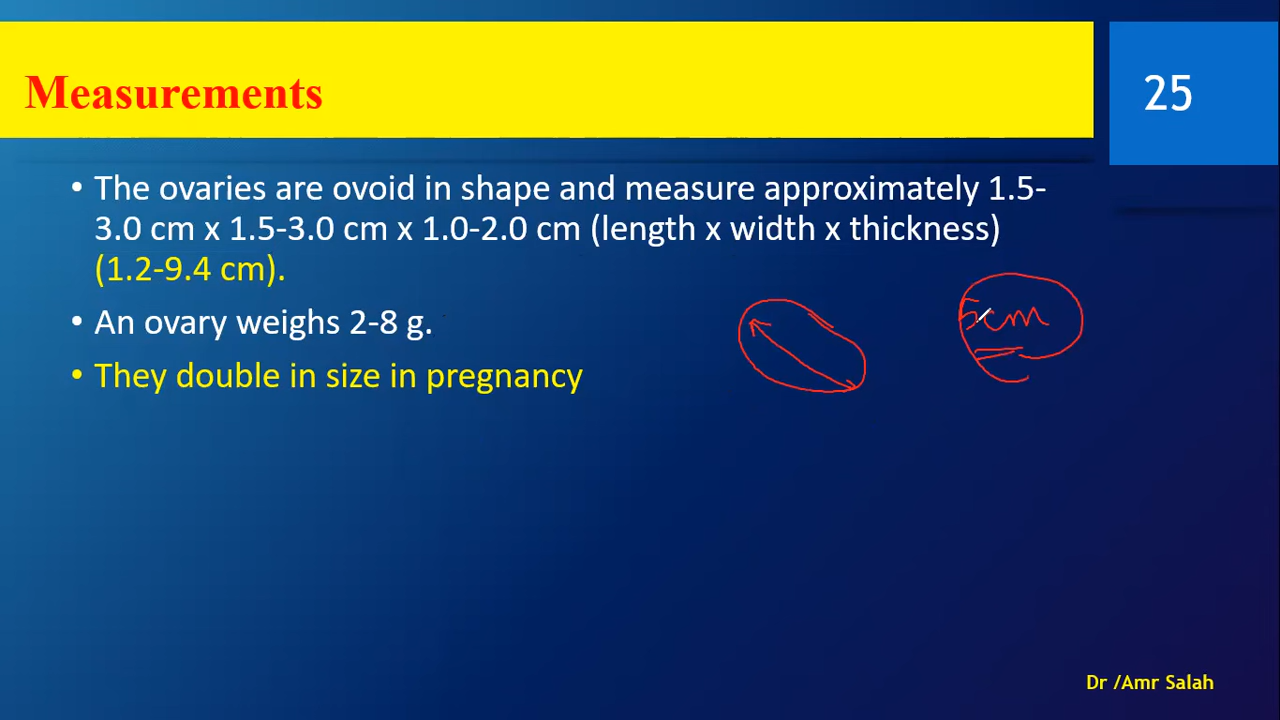 Measurements
25
• The ovaries are ovoid in shape and measure approximately 1.5-
3.0 cm x 1.5-3.0 cm x 1.0-2.0 cm (length x width x thickness)
(1.2-9.4 cm).
• An ovary weighs 2-8 g.
5cm
• They double in size in pregnancy
Dr /Amr Salah